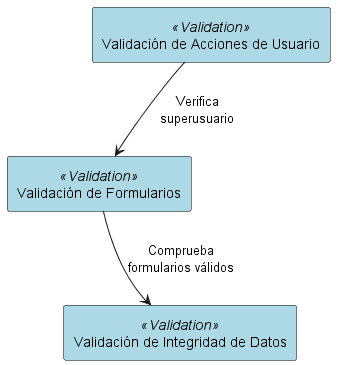 «Validation»
Validación de Acciones de Usuario
Verifica
superusuario
«Validation»
Validación de Formularios
Comprueba
formularios válidos
«Validation»
Validación de Integridad de Datos